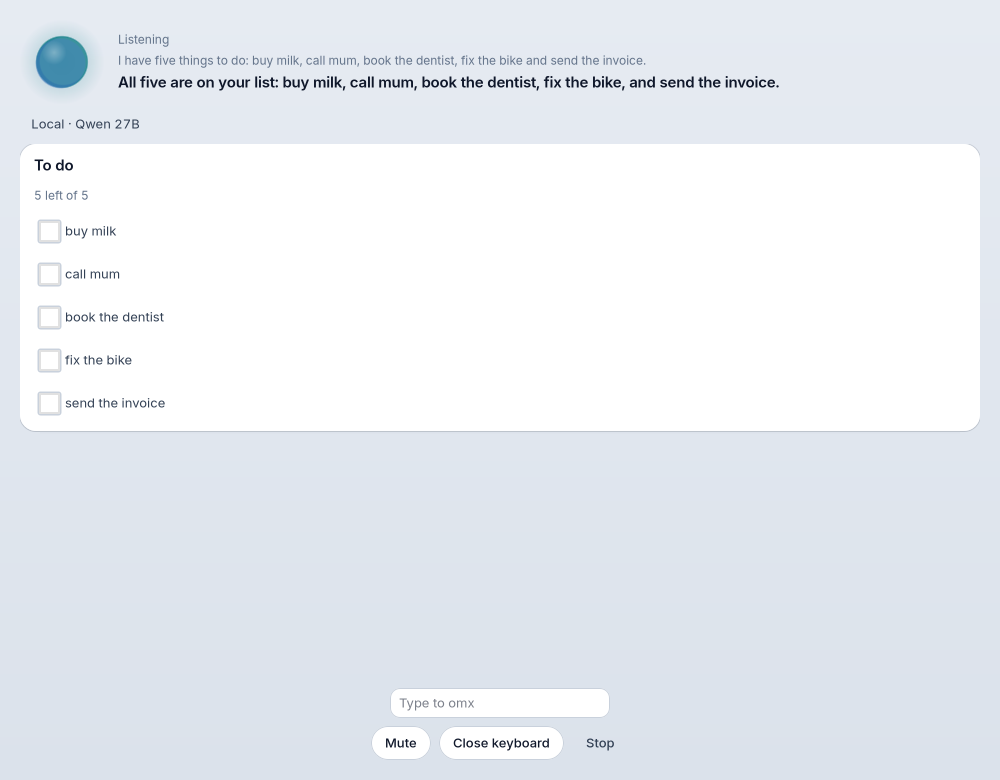 Listening
I have five things to do: buy milk, call mum, book the dentist, fix the bike and send the invoice.
All five are on your list: buy milk, call mum, book the dentist, fix the bike, and send the invoice.
Local · Qwen 27B
To do
5 left of 5
buy milk
call mum
book the dentist
fix the bike
send the invoice
Type to omx
Mute Close keyboard Stop